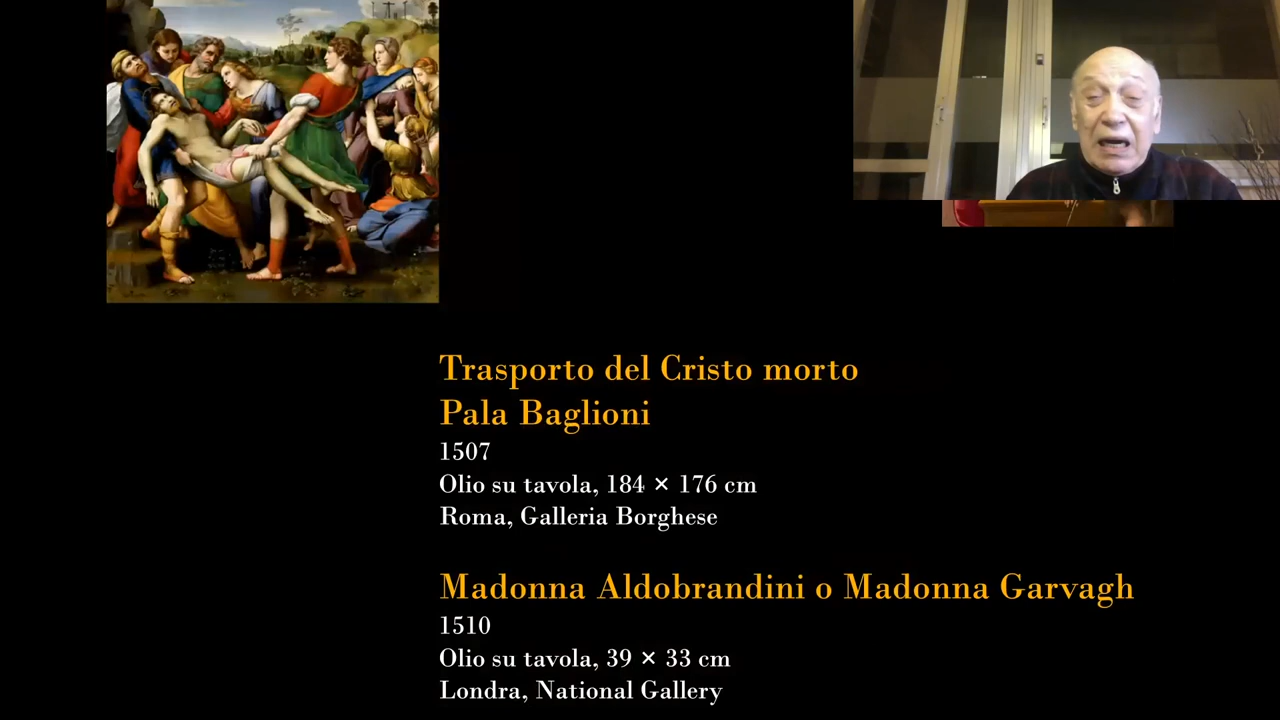 Trasporto del Cristo morto
Pala Baglioni
1507
Olio su tavola, 184 × 176 cm
Roma, Galleria Borghese
Madonna Aldobrandini o Madonna Garvagh
1510
Olio su tavola, 39 × 33 cm
Londra, National Gallery